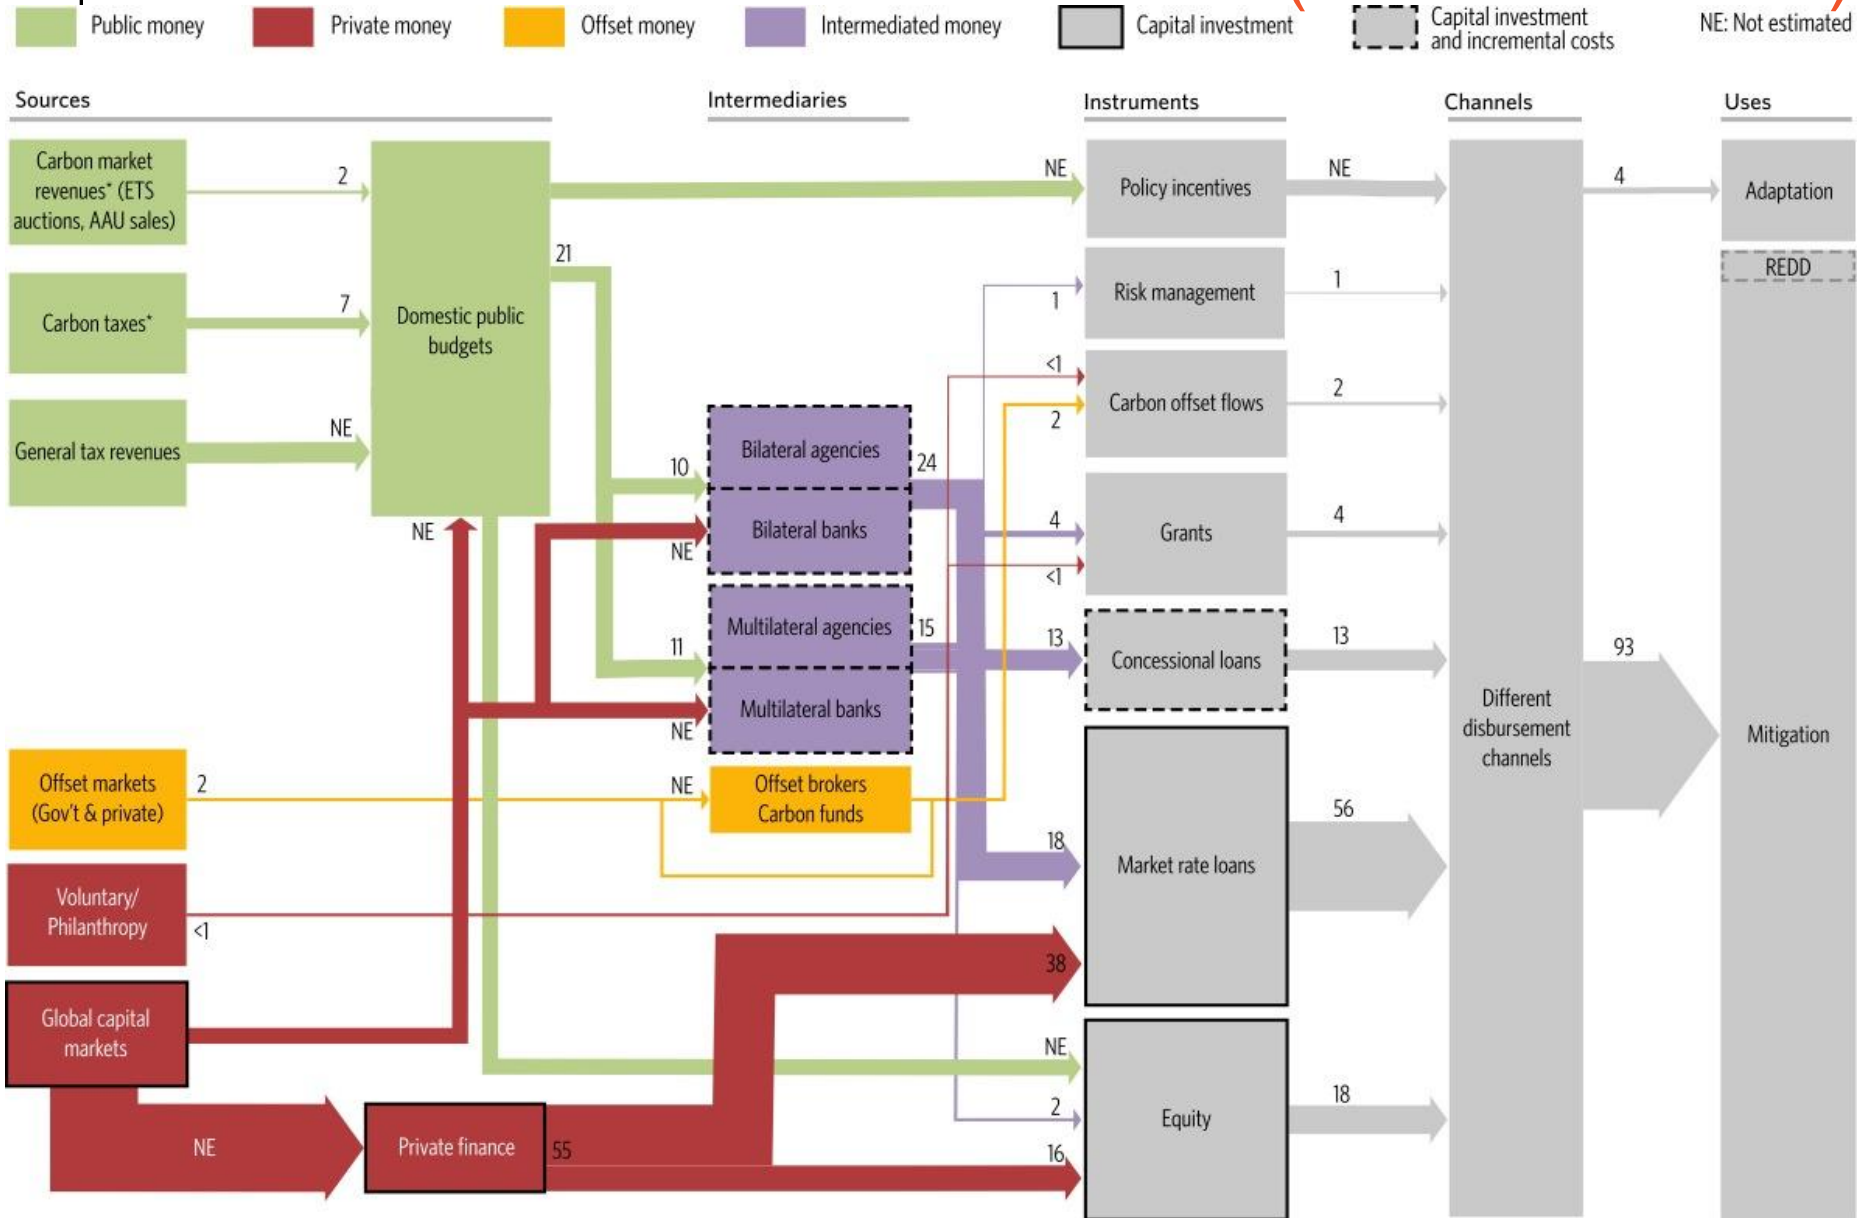 Public money
Private money
Offset money
Intermediated money
Capital investment
Capital investment
and incremental costs
NE: Not estimated
Sources
Intermediaries
Instruments
Channels
Uses
Carbon market
revenues* (ETS
auctions, AAU sales)
2
Carbon taxes*
7
General tax revenues
NE
Domestic public
budgets
21
NE
NE
Offset markets
(Gov't & private)
2
Voluntary/
Philanthropy
<1
Global capital
markets
NE
Private finance
55
10
Bilateral agencies
24
NE
Bilateral banks
11
Multilateral agencies
15
NE
Multilateral banks
NE
Offset brokers
Carbon funds
Policy incentives
NE
1
Risk management
1
<1
2
Carbon offset flows
2
4
<1
Grants
4
13
Concessional loans
13
18
38
Market rate loans
56
NE
2
16
Equity
18
Different
disbursement
channels
4
93
Adaptation
REDD
Mitigation